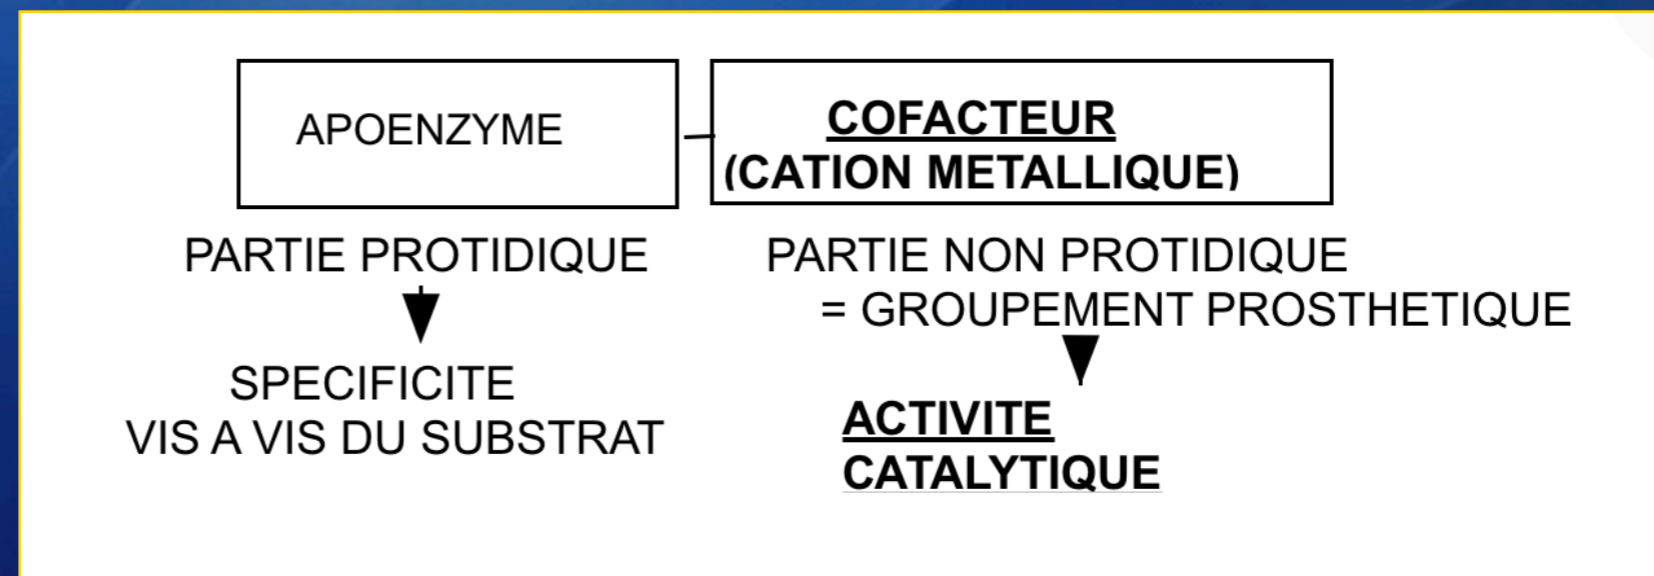 APOENZYME
COFACTEUR
(CATION METALLIQUE)
PARTIE PROTIDIQUE
PARTIE NON PROTIDIQUE
= GROUPEMENT PROSTHETIQUE
SPECIFICITE
VIS A VIS DU SUBSTRAT
ACTIVITE
CATALYTIQUE